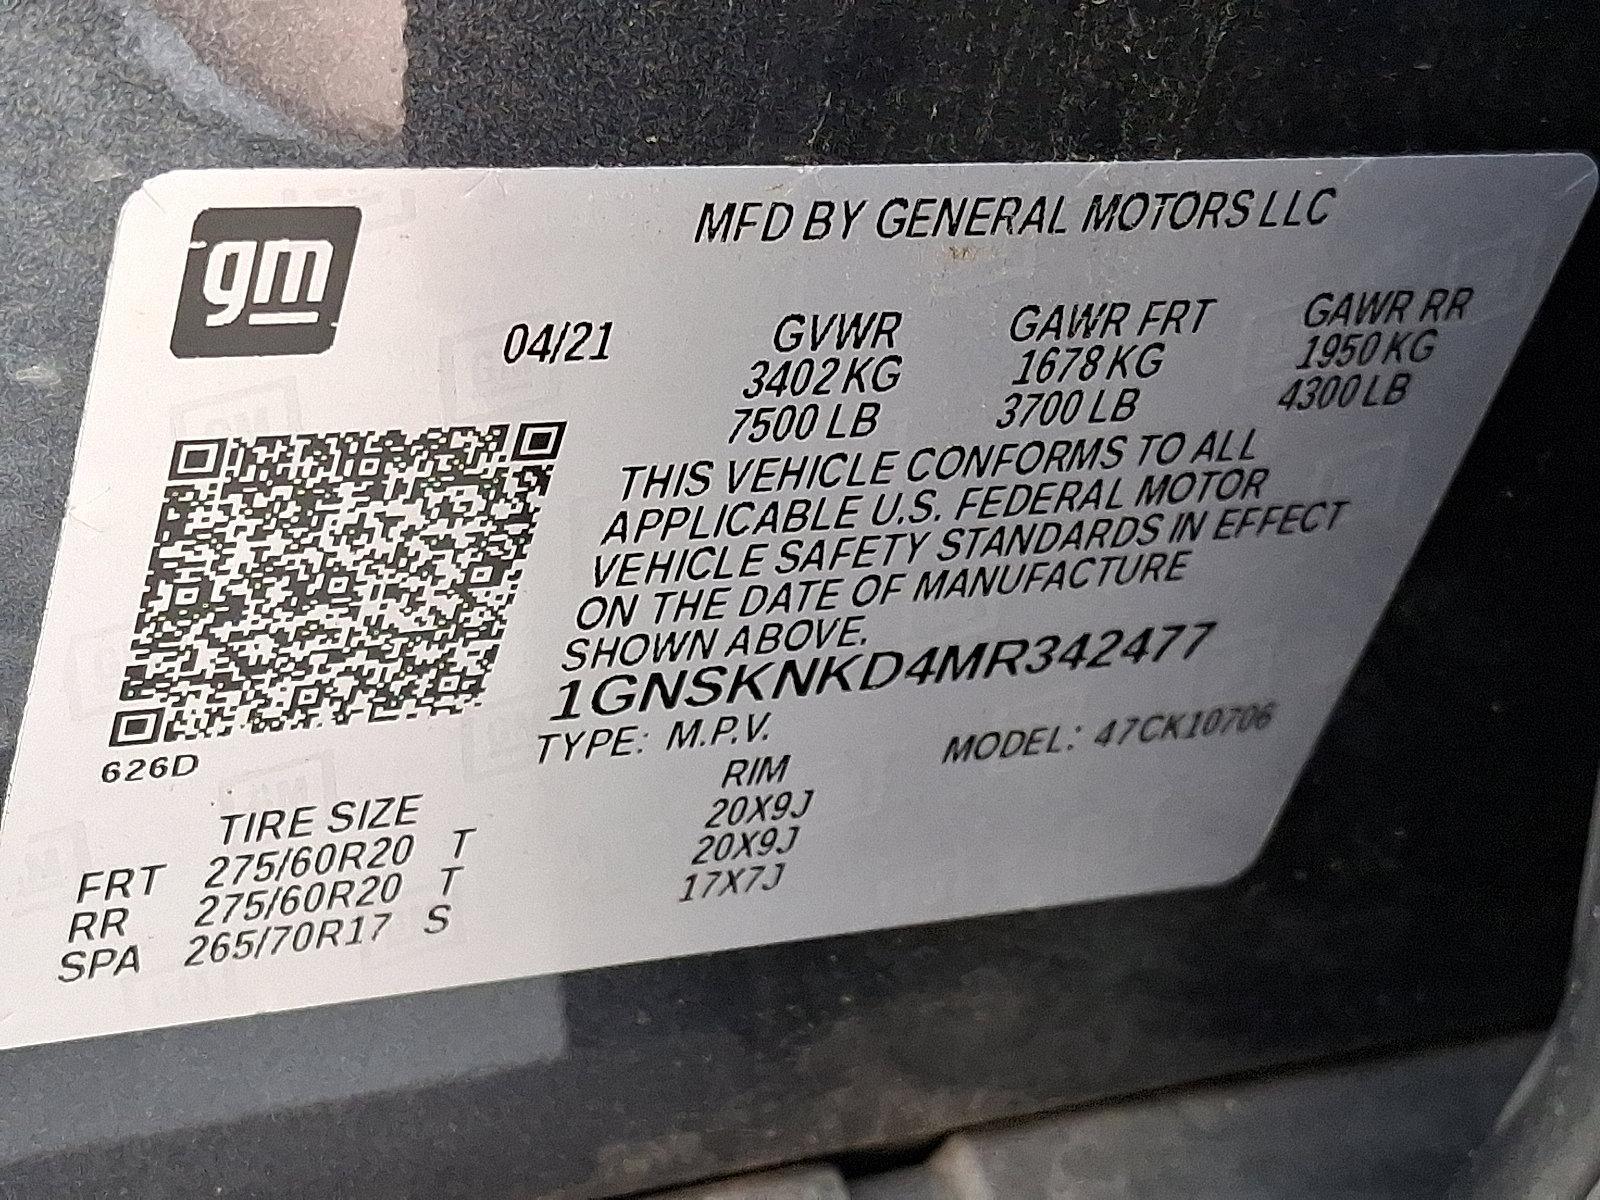 gm
MFD BY GENERAL MOTORS LLC
04/21 GVWR GAWR FRT GAWR RR
3402 KG 1678 KG 1950 KG
7500 LB 3700 LB 4300 LB
THIS VEHICLE CONFORMS TO ALL
APPLICABLE U.S. FEDERAL MOTOR
VEHICLE SAFETY STANDARDS IN EFFECT
ON THE DATE OF MANUFACTURE
SHOWN ABOVE.
1GNSKNKD4MR342477
TYPE: M.P.V. MODEL: 47CK10706
626D
TIRE SIZE RIM
FRT 275/60R20 T 20X9J
RR 275/60R20 T 20X9J
SPA 265/70R17 S 17X7J